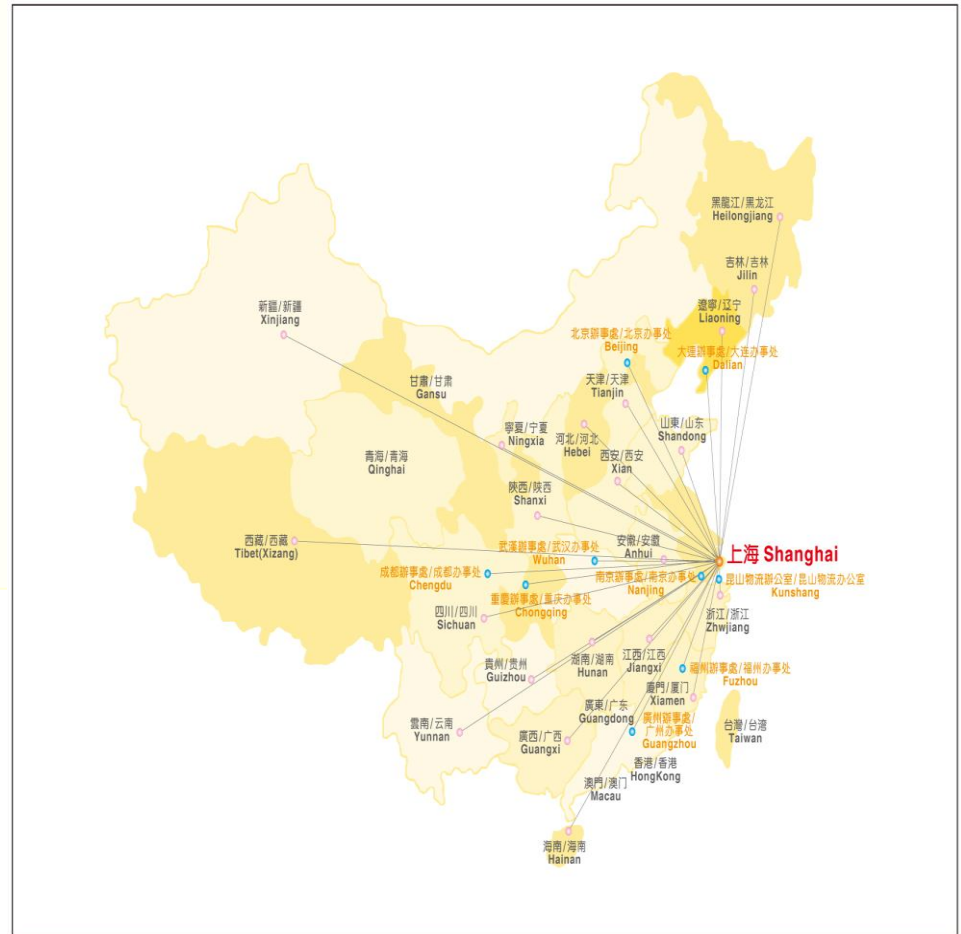 黑龍江/黑龙江
Heilongjiang
吉林/吉林
Jilin
遼寧/辽宁
Liaoning
新疆/新疆
Xinjiang
北京辦事處/北京办事处
Beijing
大連辦事處/大连办事处
Dalian
甘肅/甘肃
Gansu
天津/天津
Tianjin
寧夏/宁夏
Ningxia
河北/河北
Hebei
山東/山东
Shandong
青海/青海
Qinghai
西安/西安
Xian
陝西/陕西
Shanxi
西藏/西藏
Tibet(Xizang)
武漢辦事處/武汉办事处
Wuhan
安徽/安徽
Anhui
上海 Shanghai
成都辦事處/成都办事处
Chengdu
南京辦事處/南京办事处
Nanjing
昆山物流辦公室/昆山物流办公室
Kunshang
重慶辦事處/重庆办事处
Chongqing
四川/四川
Sichuan
浙江/浙江
Zhwjiang
貴州/贵州
Guizhou
湖南/湖南
Hunan
江西/江西
Jiangxi
福州辦事處/福州办事处
Fuzhou
廈門/厦门
Xiamen
雲南/云南
Yunnan
廣西/广西
Guangxi
廣東/广东
Guangdong
廣州辦事處/
广州办事处
Guangzhou
台灣/台湾
Taiwan
香港/香港
HongKong
澳門/澳门
Macau
海南/海南
Hainan